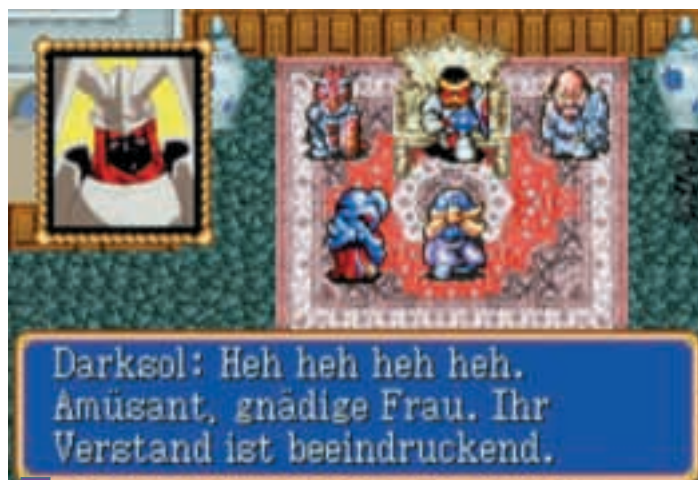 Darksol: Heh heh heh heh.
Amüsant, gnädige Frau. Ihr
Verstand ist beeindruckend.